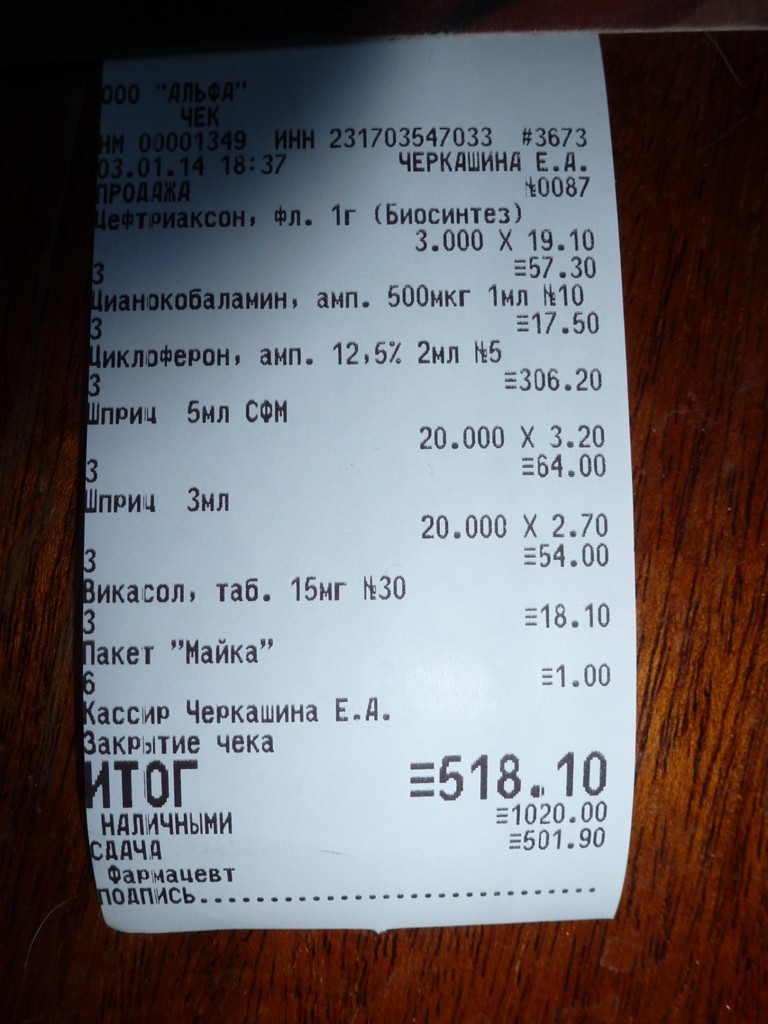 ООО "АЛЬФА"
ЧЕК
НМ 00001349 ИНН 231703547033 #3673
03.01.14 18:37 ЧЕРКАШИНА Е.А.
ПРОДАЖА №0087
Цефтриаксон, фл. 1г (Биосинтез)
3.000 X 19.10
3 ≡57.30
Цианокобаламин, амп. 500мкг 1мл №10
3 ≡17.50
Циклоферон, амп. 12,5% 2мл №5
3 ≡306.20
Шприц 5мл СФМ
20.000 X 3.20
3 ≡64.00
Шприц 3мл
20.000 X 2.70
3 ≡54.00
Викасол, таб. 15мг №30
3 ≡18.10
Пакет "Майка"
6 ≡1.00
Кассир Черкашина Е.А.
Закрытие чека
ИТОГ ≡518.10
НАЛИЧНЫМИ ≡1020.00
СДАЧА ≡501.90
Фармацевт
ПОДПИСЬ............................